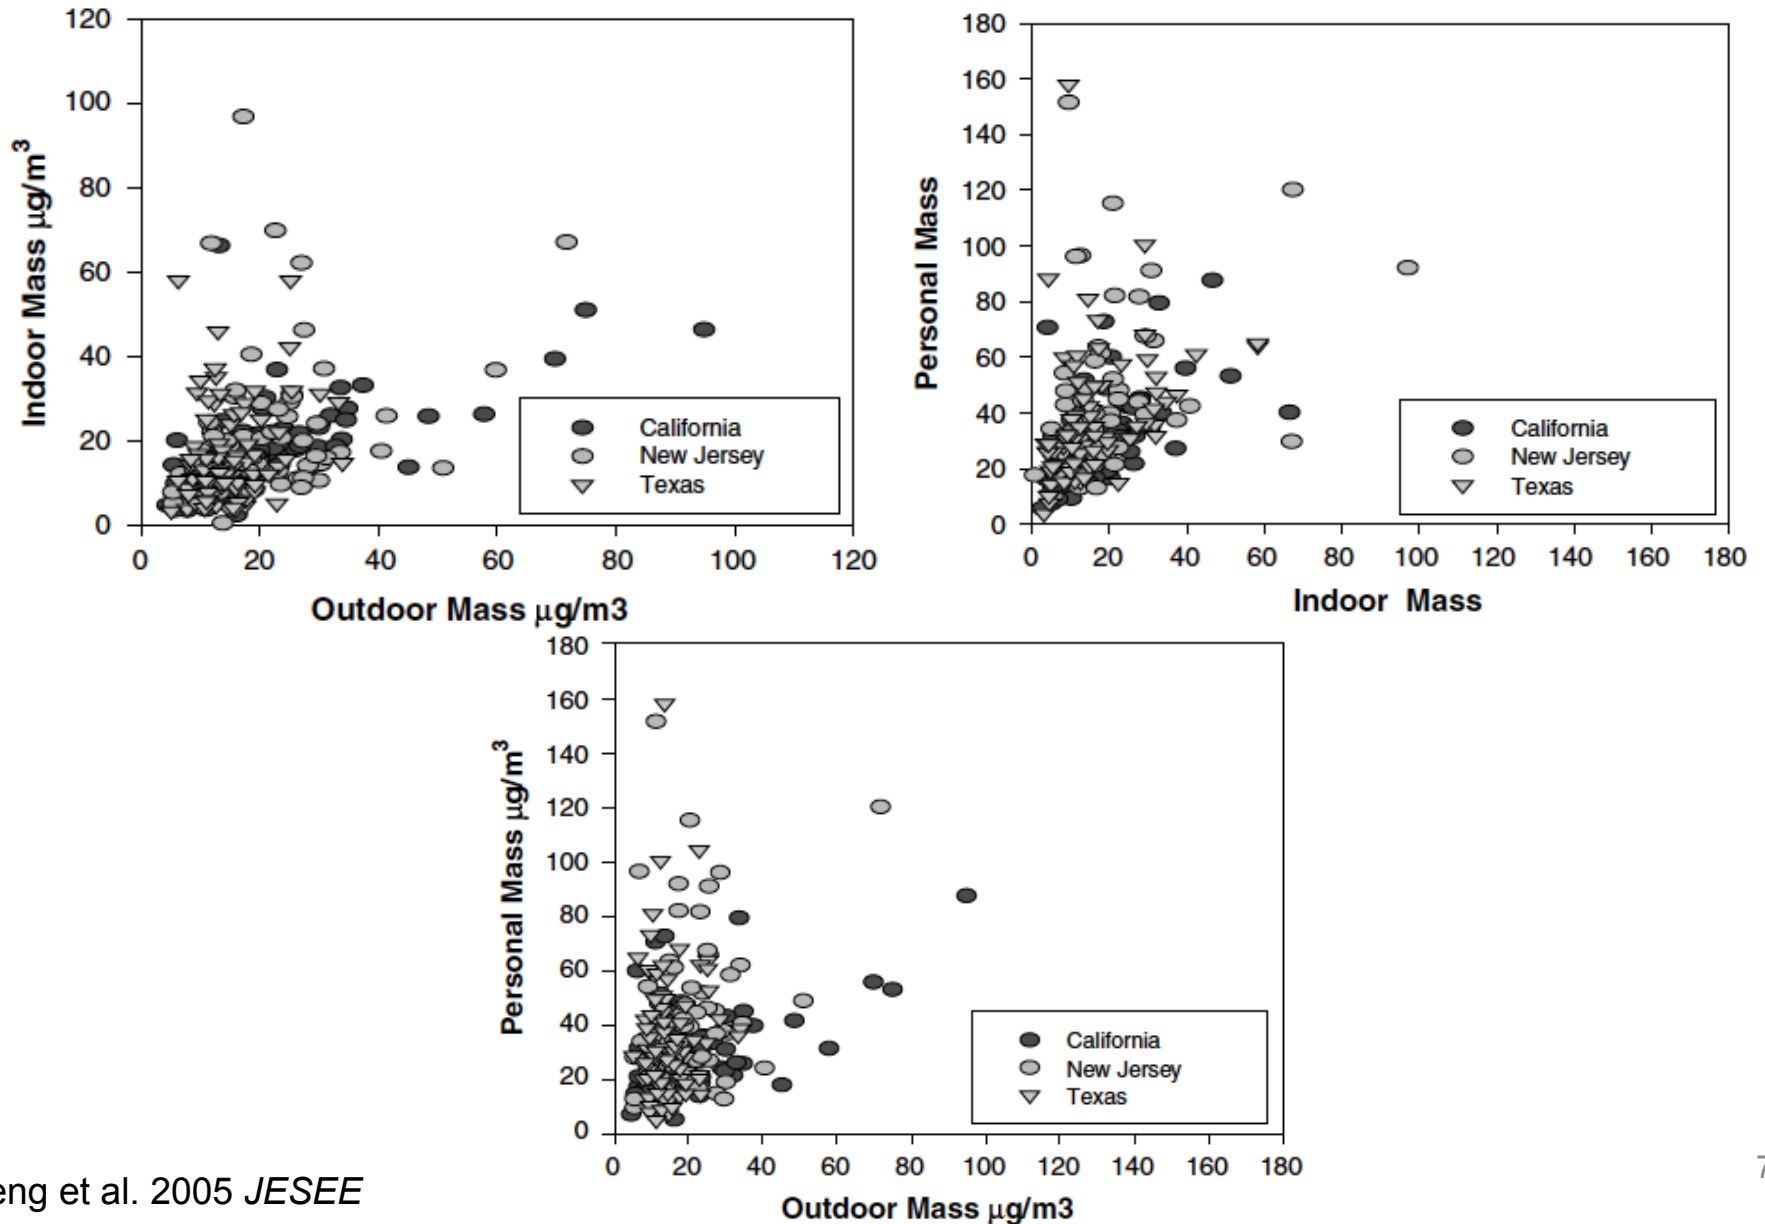 120
100
80
60
40
20
0
Indoor Mass µg/m³
0 20 40 60 80 100 120
Outdoor Mass µg/m3
California
New Jersey
Texas
180
160
140
120
100
80
60
40
20
0
Personal Mass
0 20 40 60 80 100 120 140 160 180
Indoor Mass
California
New Jersey
Texas
180
160
140
120
100
80
60
40
20
0
Personal Mass µg/m³
0 20 40 60 80 100 120 140 160 180
Outdoor Mass µg/m3
California
New Jersey
Texas
eng et al. 2005 JESEE